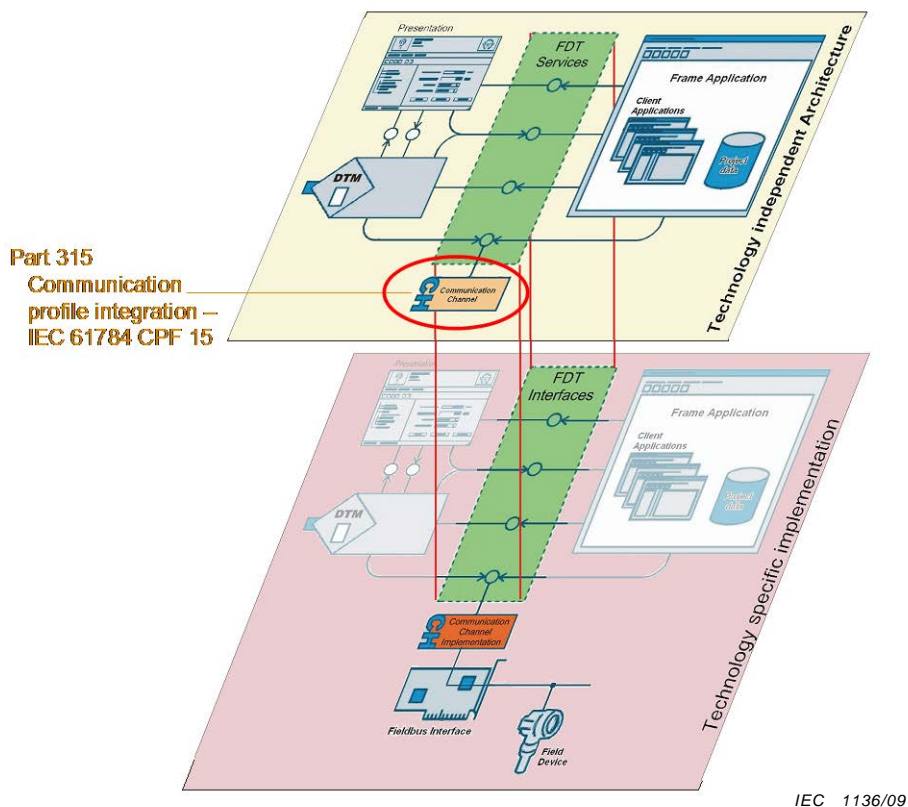 Presentation
FDT
Services
Frame Application
Client
Applications
Project
data
DTM
Technology independent Architecture
Part 315
Communication
profile integration –
IEC 61784 CPF 15
CH
Communication
Channel
Presentation
FDT
Interfaces
Frame Application
Client
Applications
Project
data
DTM
Technology specific implementation
CH
Communication
Channel
Implementation
Fieldbus Interface
Field
Device
IEC 1136/09